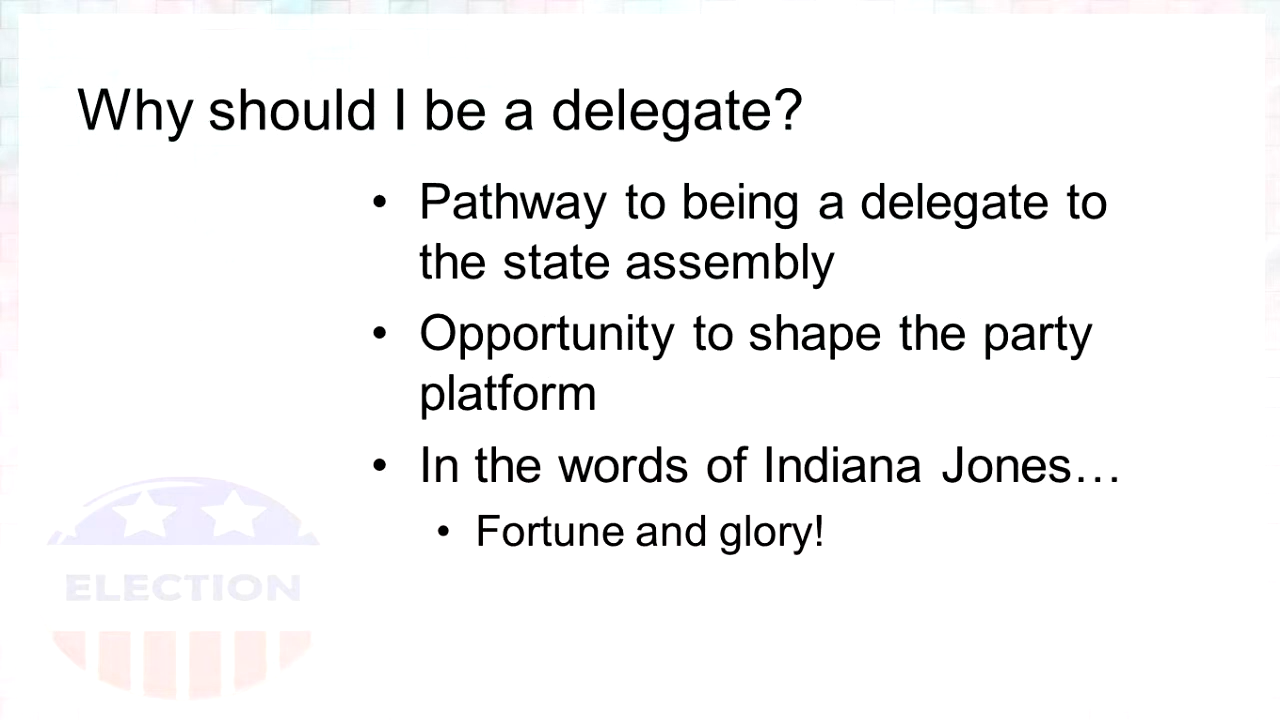 Why should I be a delegate?
• Pathway to being a delegate to
the state assembly
• Opportunity to shape the party
platform
• In the words of Indiana Jones…
• Fortune and glory!
ELECTION